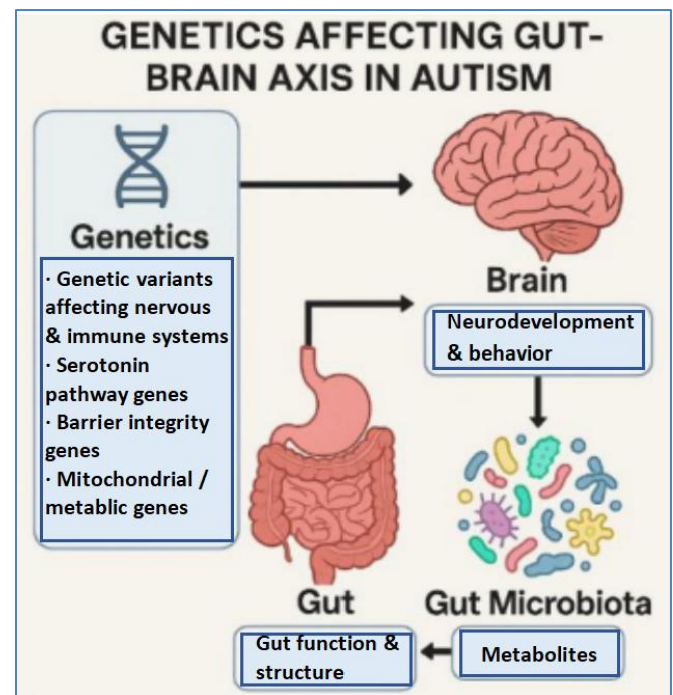 GENETICS AFFECTING GUT-
BRAIN AXIS IN AUTISM
Genetics
· Genetic variants
affecting nervous
& immune systems
· Serotonin
pathway genes
· Barrier integrity
genes
· Mitochondrial /
metablic genes
Brain
Neurodevelopment
& behavior
Gut
Gut function &
structure
Gut Microbiota
Metabolites